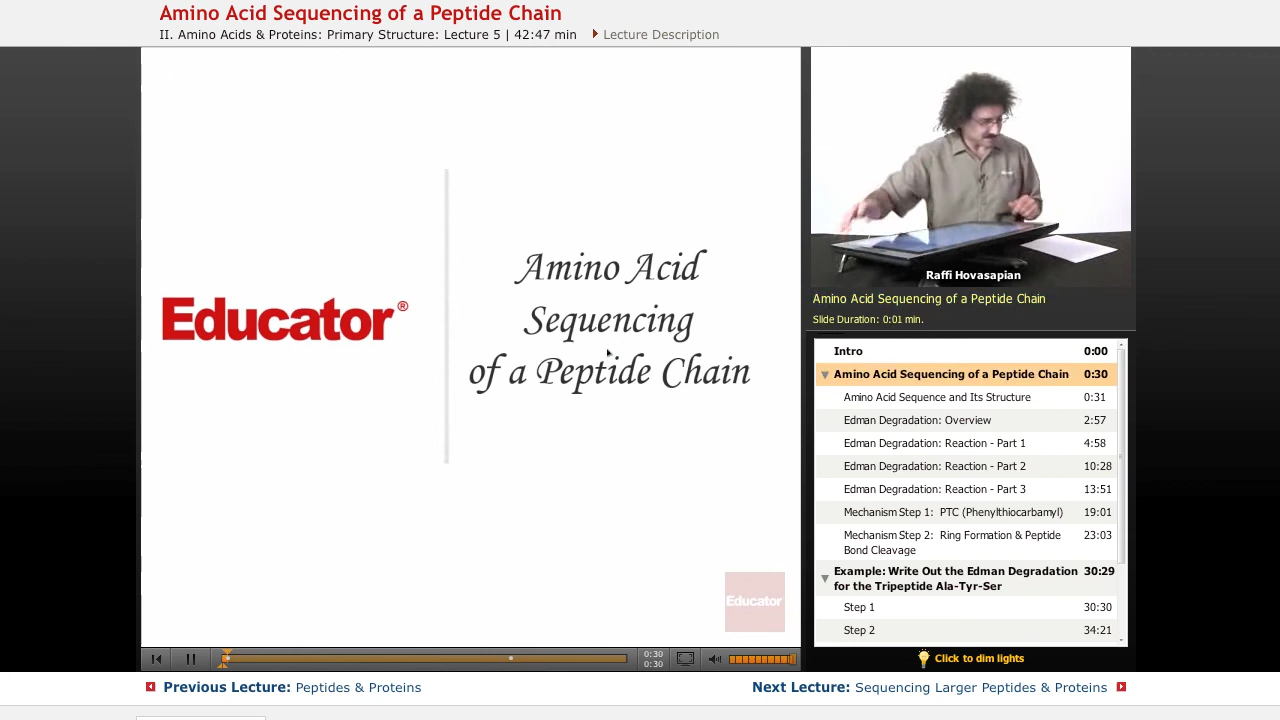 Amino Acid Sequencing of a Peptide Chain
II. Amino Acids & Proteins: Primary Structure: Lecture 5 | 42:47 min
Lecture Description
Educator®
Amino Acid
Sequencing
of a Peptide Chain
Educator
Raffi Hovasapian
Amino Acid Sequencing of a Peptide Chain
Slide Duration: 0:01 min.
Intro 0:00
Amino Acid Sequencing of a Peptide Chain 0:30
Amino Acid Sequence and Its Structure 0:31
Edman Degradation: Overview 2:57
Edman Degradation: Reaction - Part 1 4:58
Edman Degradation: Reaction - Part 2 10:28
Edman Degradation: Reaction - Part 3 13:51
Mechanism Step 1: PTC (Phenylthiocarbamyl) 19:01
Mechanism Step 2: Ring Formation & Peptide 23:03
Bond Cleavage
Example: Write Out the Edman Degradation 30:29
for the Tripeptide Ala-Tyr-Ser
Step 1 30:30
Step 2 34:21
0:30
0:30
Click to dim lights
Previous Lecture: Peptides & Proteins
Next Lecture: Sequencing Larger Peptides & Proteins